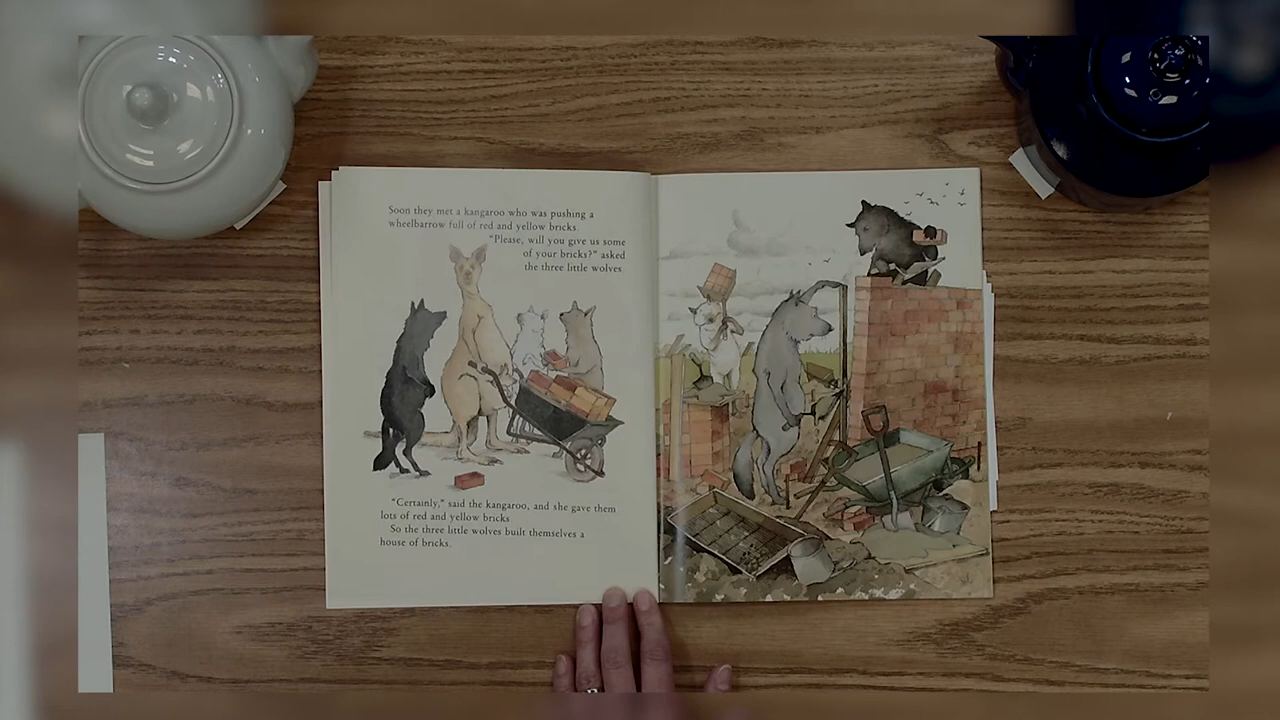 Soon they met a kangaroo who was pushing a
wheelbarrow full of red and yellow bricks.
"Please, will you give us some
of your bricks?" asked
the three little wolves.
"Certainly," said the kangaroo, and she gave them
lots of red and yellow bricks.
So the three little wolves built themselves a
house of bricks.